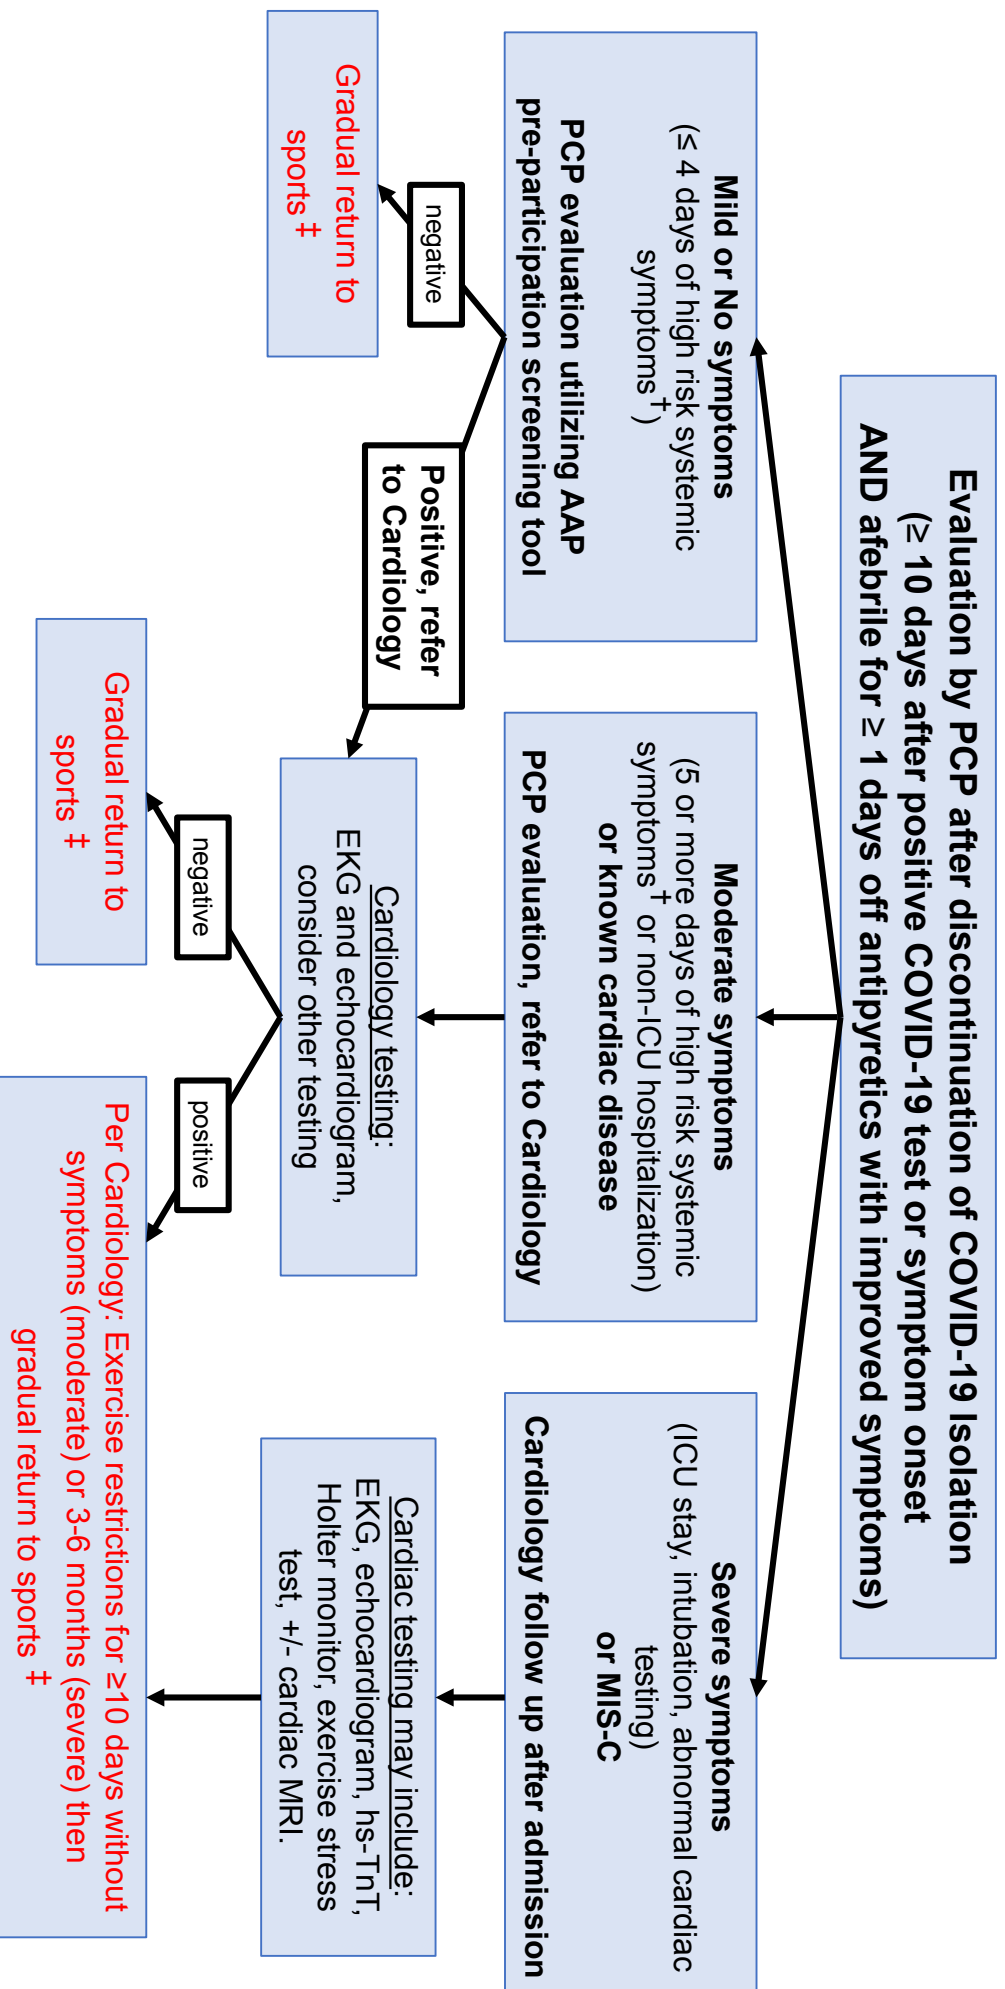 Evaluation by PCP after discontinuation of COVID-19 Isolation
(≥ 10 days after positive COVID-19 test or symptom onset
AND afebrile for ≥ 1 days off antipyretics with improved symptoms)
Mild or No symptoms
(≤ 4 days of high risk systemic
symptoms†)
PCP evaluation utilizing AAP
pre-participation screening tool
Moderate symptoms
(5 or more days of high risk systemic
symptoms† or non-ICU hospitalization)
or known cardiac disease
PCP evaluation, refer to Cardiology
Severe symptoms
(ICU stay, intubation, abnormal cardiac
testing)
or MIS-C
Cardiology follow up after admission
negative
Positive, refer
to Cardiology
Gradual return to
sports ‡
Cardiology testing:
EKG and echocardiogram,
consider other testing
Cardiac testing may include:
EKG, echocardiogram, hs-TnT,
Holter monitor, exercise stress
test, +/- cardiac MRI.
negative
positive
Gradual return to
sports ‡
Per Cardiology: Exercise restrictions for ≥10 days without
symptoms (moderate) or 3-6 months (severe) then
gradual return to sports ‡